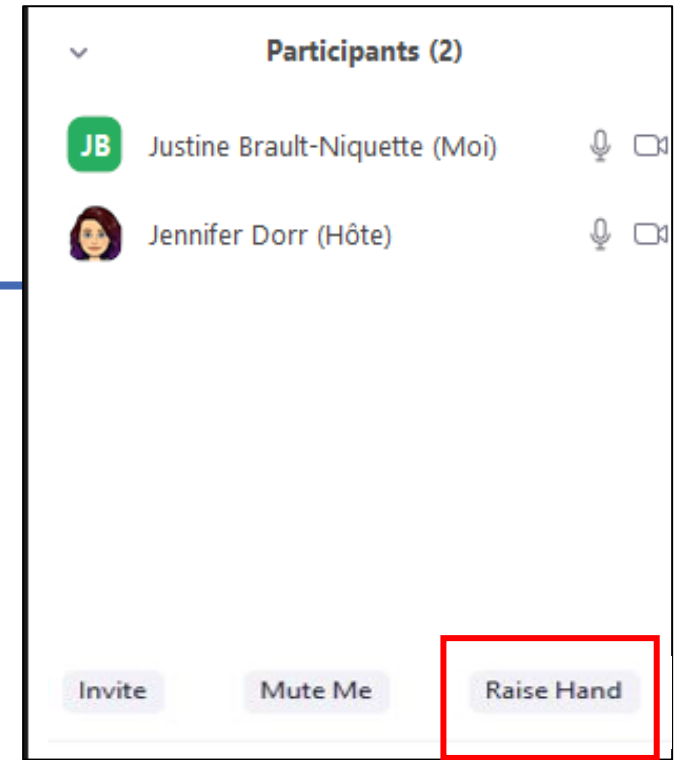 Participants (2)
JB Justine Brault-Niquette (Moi)
Jennifer Dorr (Hôte)
Invite Mute Me Raise Hand